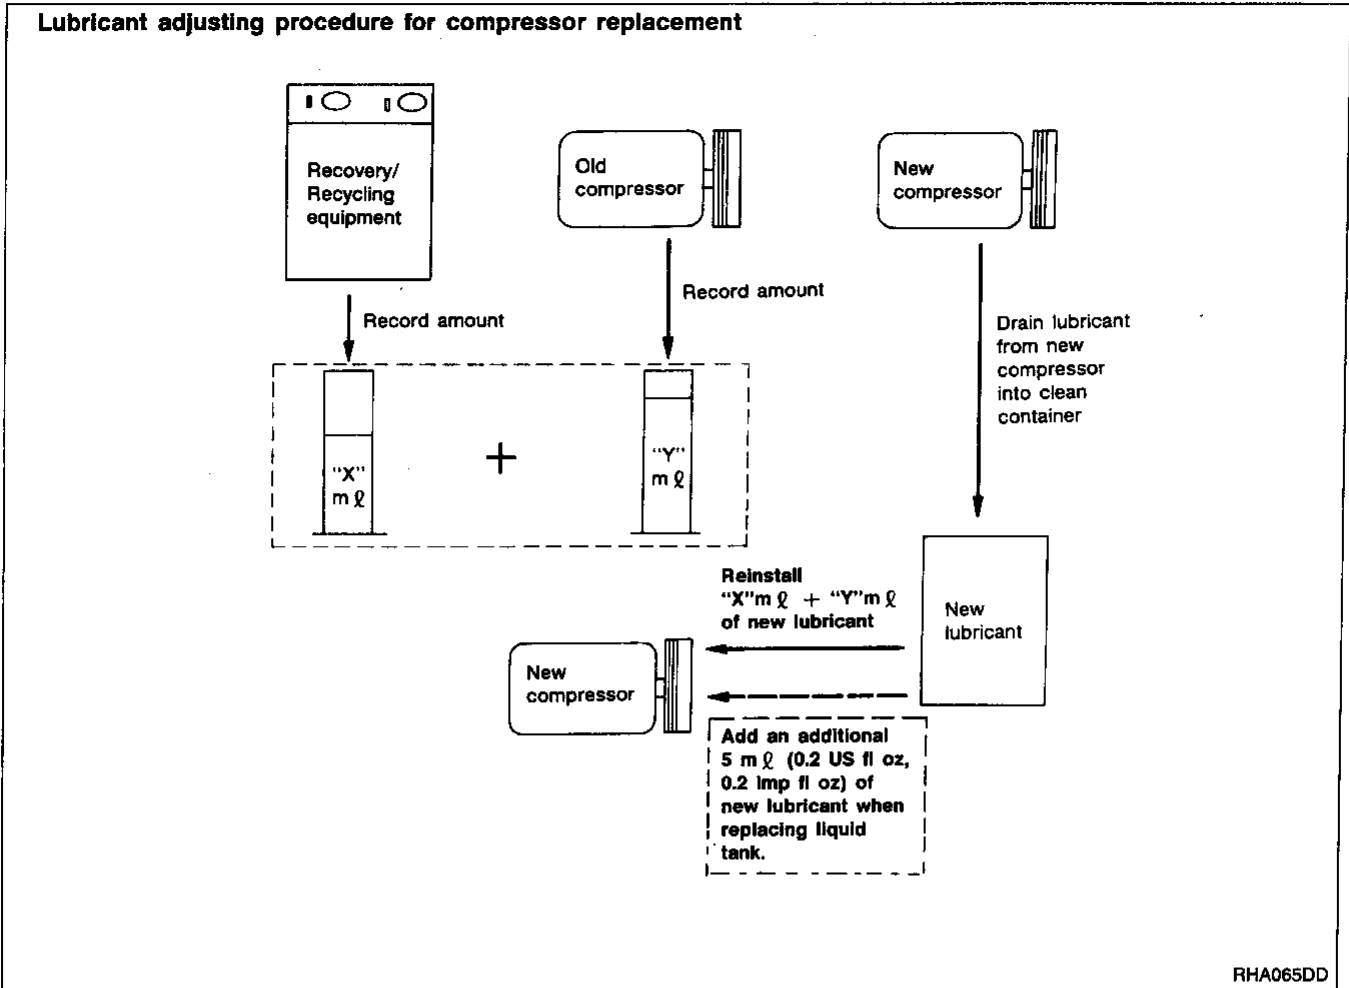 Lubricant adjusting procedure for compressor replacement
Recovery/
Recycling
equipment
Old
compressor
New
compressor
Record amount
Record amount
Drain lubricant
from new
compressor
into clean
container
"X"
mℓ
+
"Y"
mℓ
Reinstall
"X"mℓ + "Y"mℓ
of new lubricant
New
lubricant
New
compressor
Add an additional
5 mℓ (0.2 US fl oz,
0.2 Imp fl oz) of
new lubricant when
replacing liquid
tank.
RHA065DD